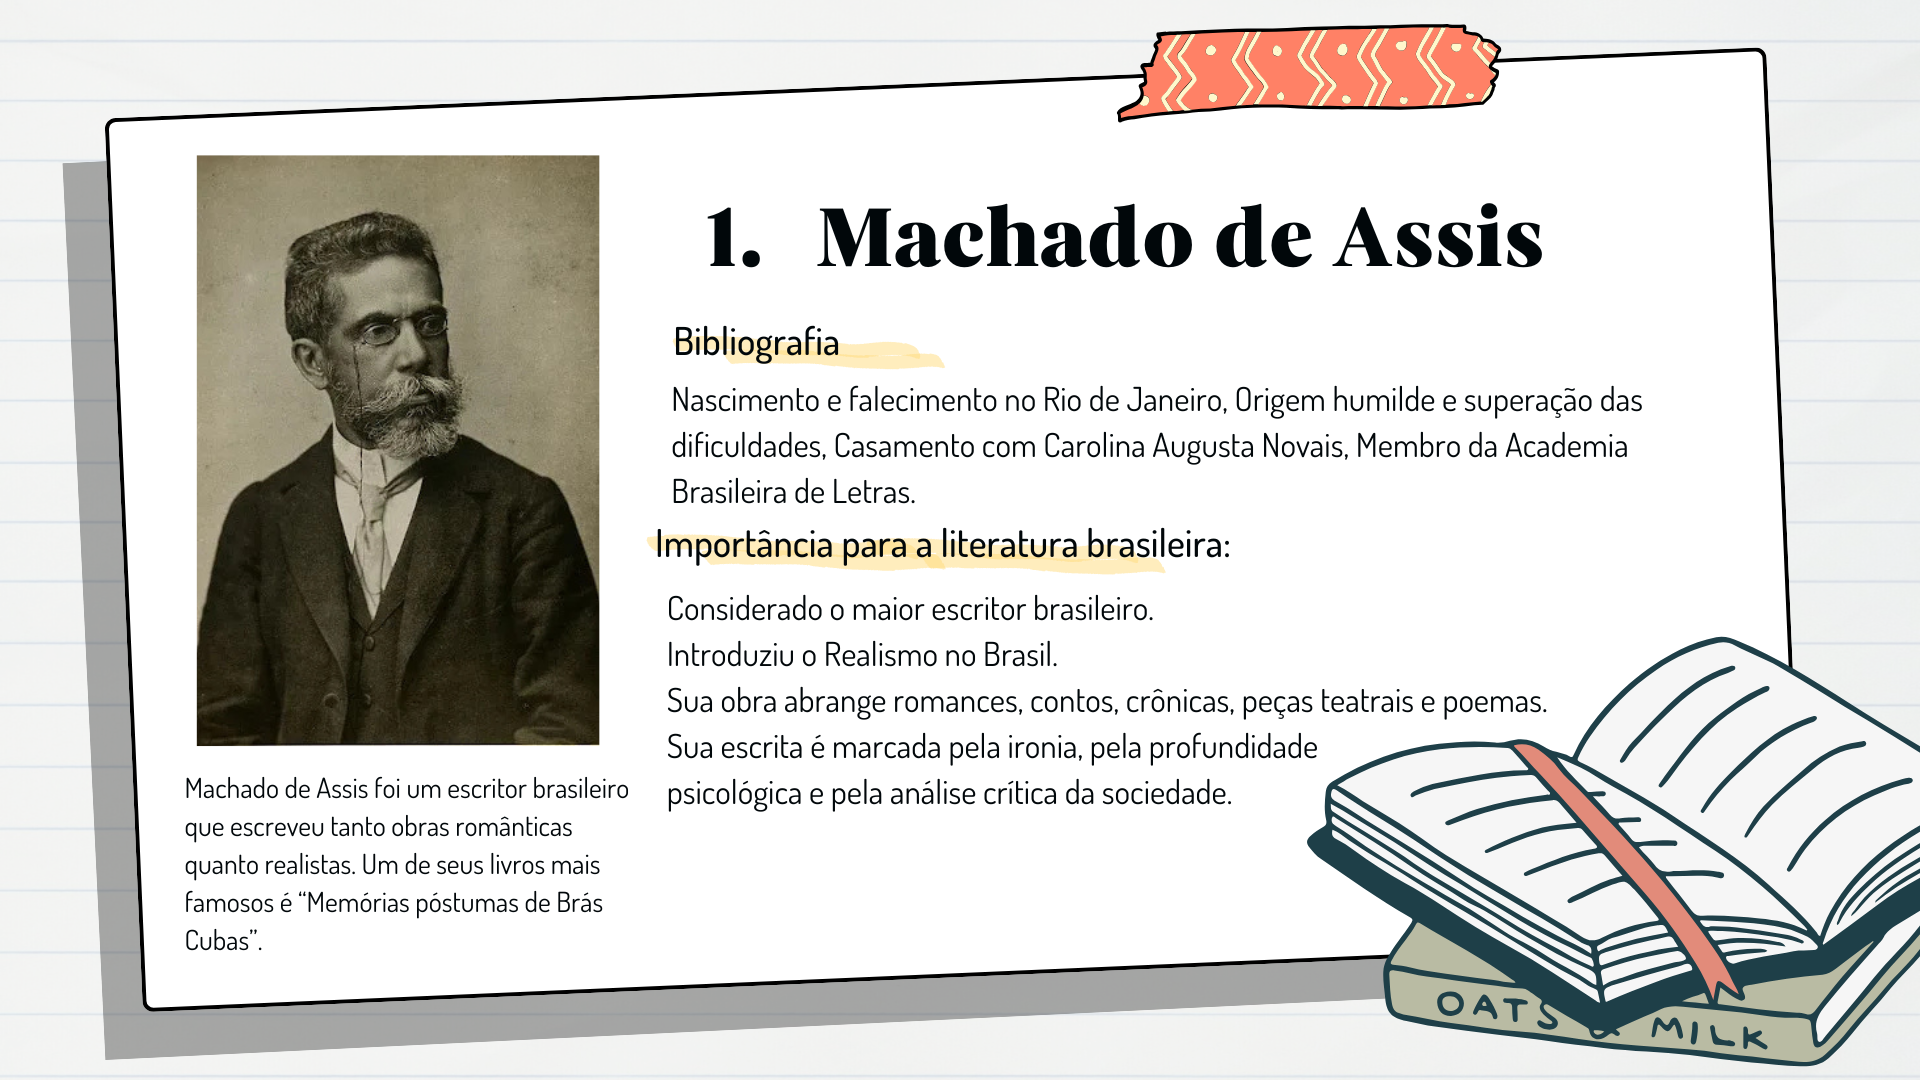 1. Machado de Assis
Bibliografia
Nascimento e falecimento no Rio de Janeiro, Origem humilde e superação das
dificuldades, Casamento com Carolina Augusta Novais, Membro da Academia
Brasileira de Letras.
Importância para a literatura brasileira:
Considerado o maior escritor brasileiro.
Introduziu o Realismo no Brasil.
Sua obra abrange romances, contos, crônicas, peças teatrais e poemas.
Sua escrita é marcada pela ironia, pela profundidade
psicológica e pela análise crítica da sociedade.
Machado de Assis foi um escritor brasileiro
que escreveu tanto obras românticas
quanto realistas. Um de seus livros mais
famosos é “Memórias póstumas de Brás
Cubas”.
OATS & MILK